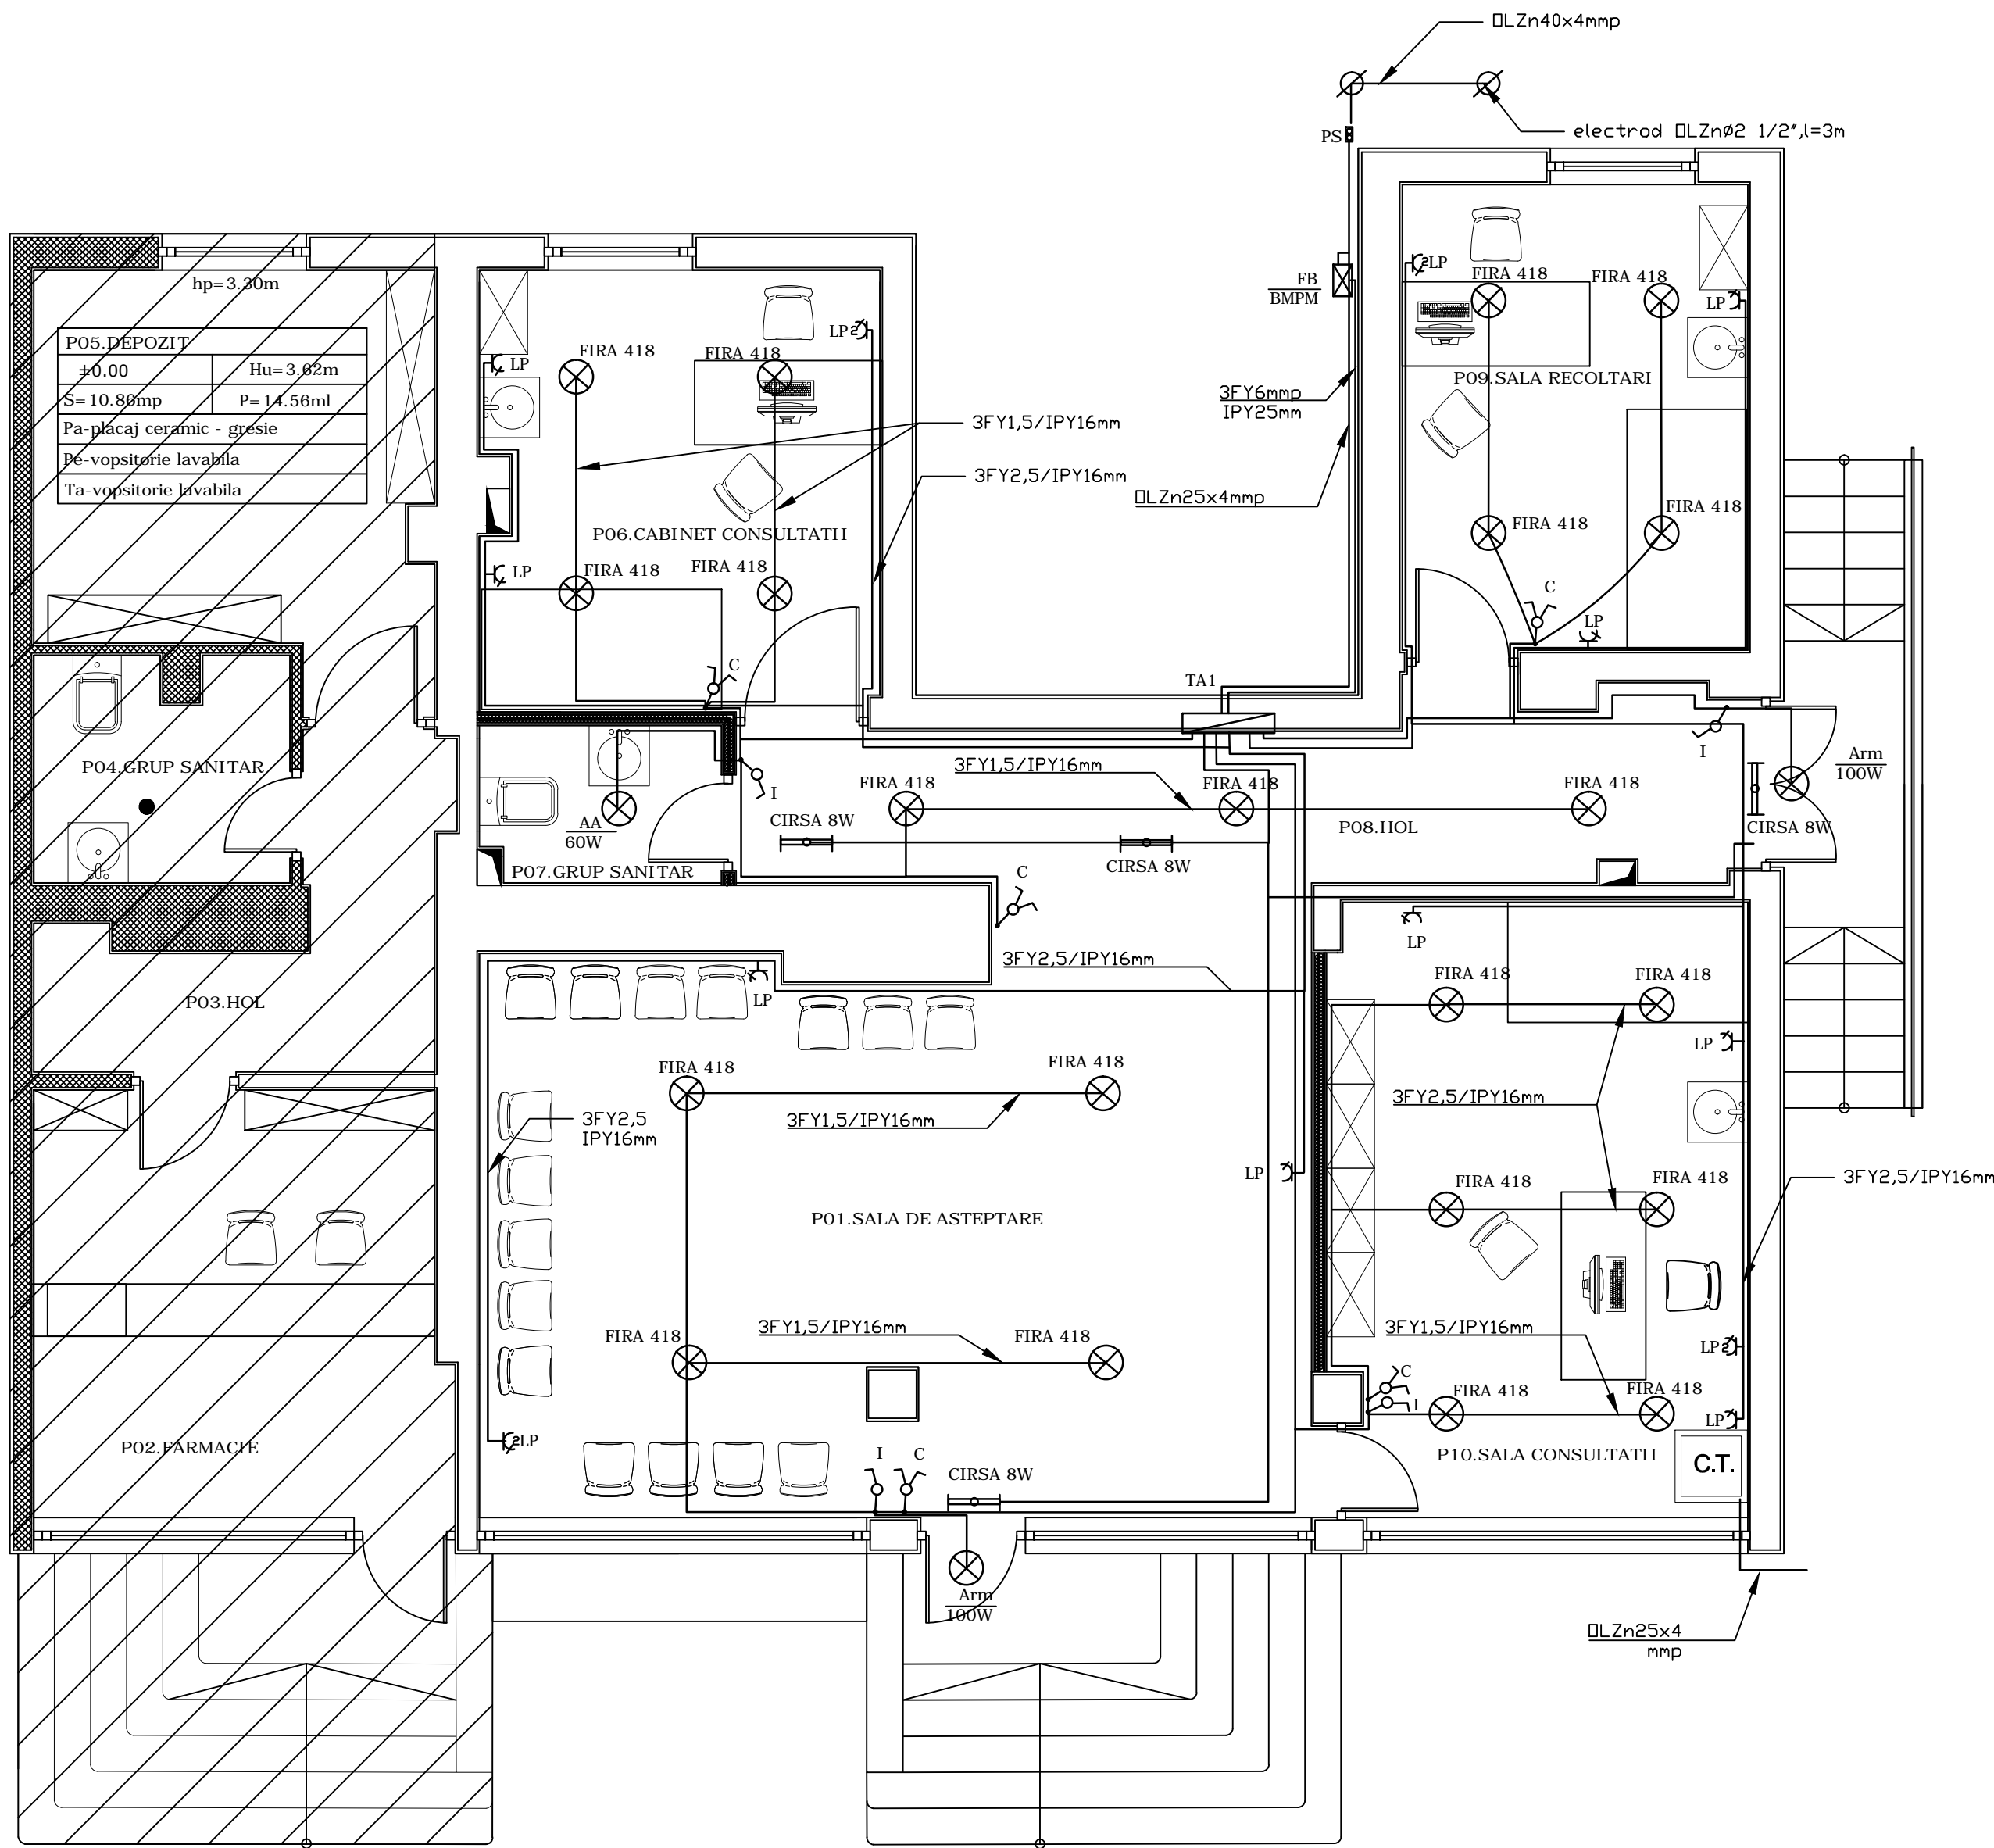 OLZn40x4mmp
PS
electrod OLZnø2 1/2",l=3m
hp=3.30m
P05.DEPOZIT
±0.00
Hu=3.62m
S=10.86mp
P=14.56ml
Pa-placaj ceramic - gresie
Pe-vopsitorie lavabila
Ta-vopsitorie lavabila
FB
BMPM
LP
FIRA 418
FIRA 418
LP
LP
LP
FIRA 418
FIRA 418
P09.SALA RECOLTARI
3FY6mmp
IPY25mm
3FY1,5/IPY16mm
3FY2,5/IPY16mm
OLZn25x4mmp
FIRA 418
FIRA 418
P06.CABINET CONSULTATII
LP
FIRA 418
FIRA 418
C
LP
C
TA1
P04.GRUP SANITAR
3FY1,5/IPY16mm
I
Arm
100W
I
FIRA 418
FIRA 418
FIRA 418
AA
60W
CIRSA 8W
P08.HOL
CIRSA 8W
CIRSA 8W
P07.GRUP SANITAR
C
LP
3FY2,5/IPY16mm
P03.HOL
LP
FIRA 418
FIRA 418
FIRA 418
FIRA 418
LP
3FY1,5/IPY16mm
3FY2,5
IPY16mm
3FY2,5/IPY16mm
LP
FIRA 418
FIRA 418
3FY2,5/IPY16mm
P01.SALA DE ASTEPTARE
3FY1,5/IPY16mm
3FY1,5/IPY16mm
FIRA 418
FIRA 418
LP
C
I
FIRA 418
FIRA 418
LP
P02.FARMACIE
LP
I
C
CIRSA 8W
P10.SALA CONSULTATII
C.T.
Arm
100W
OLZn25x4
mmp